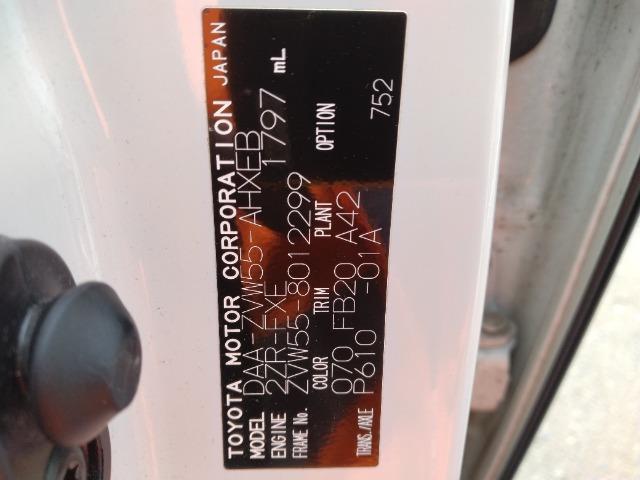 TOYOTA MOTOR CORPORATION JAPAN
MODEL DAA-ZVW55-AHXEB
ENGINE 2ZR-FXE 1797 mL
FRAME No. ZVW55-8012299
COLOR TRIM PLANT OPTION
070 FB20 A42 752
TRANS./AXLE P610 -01A